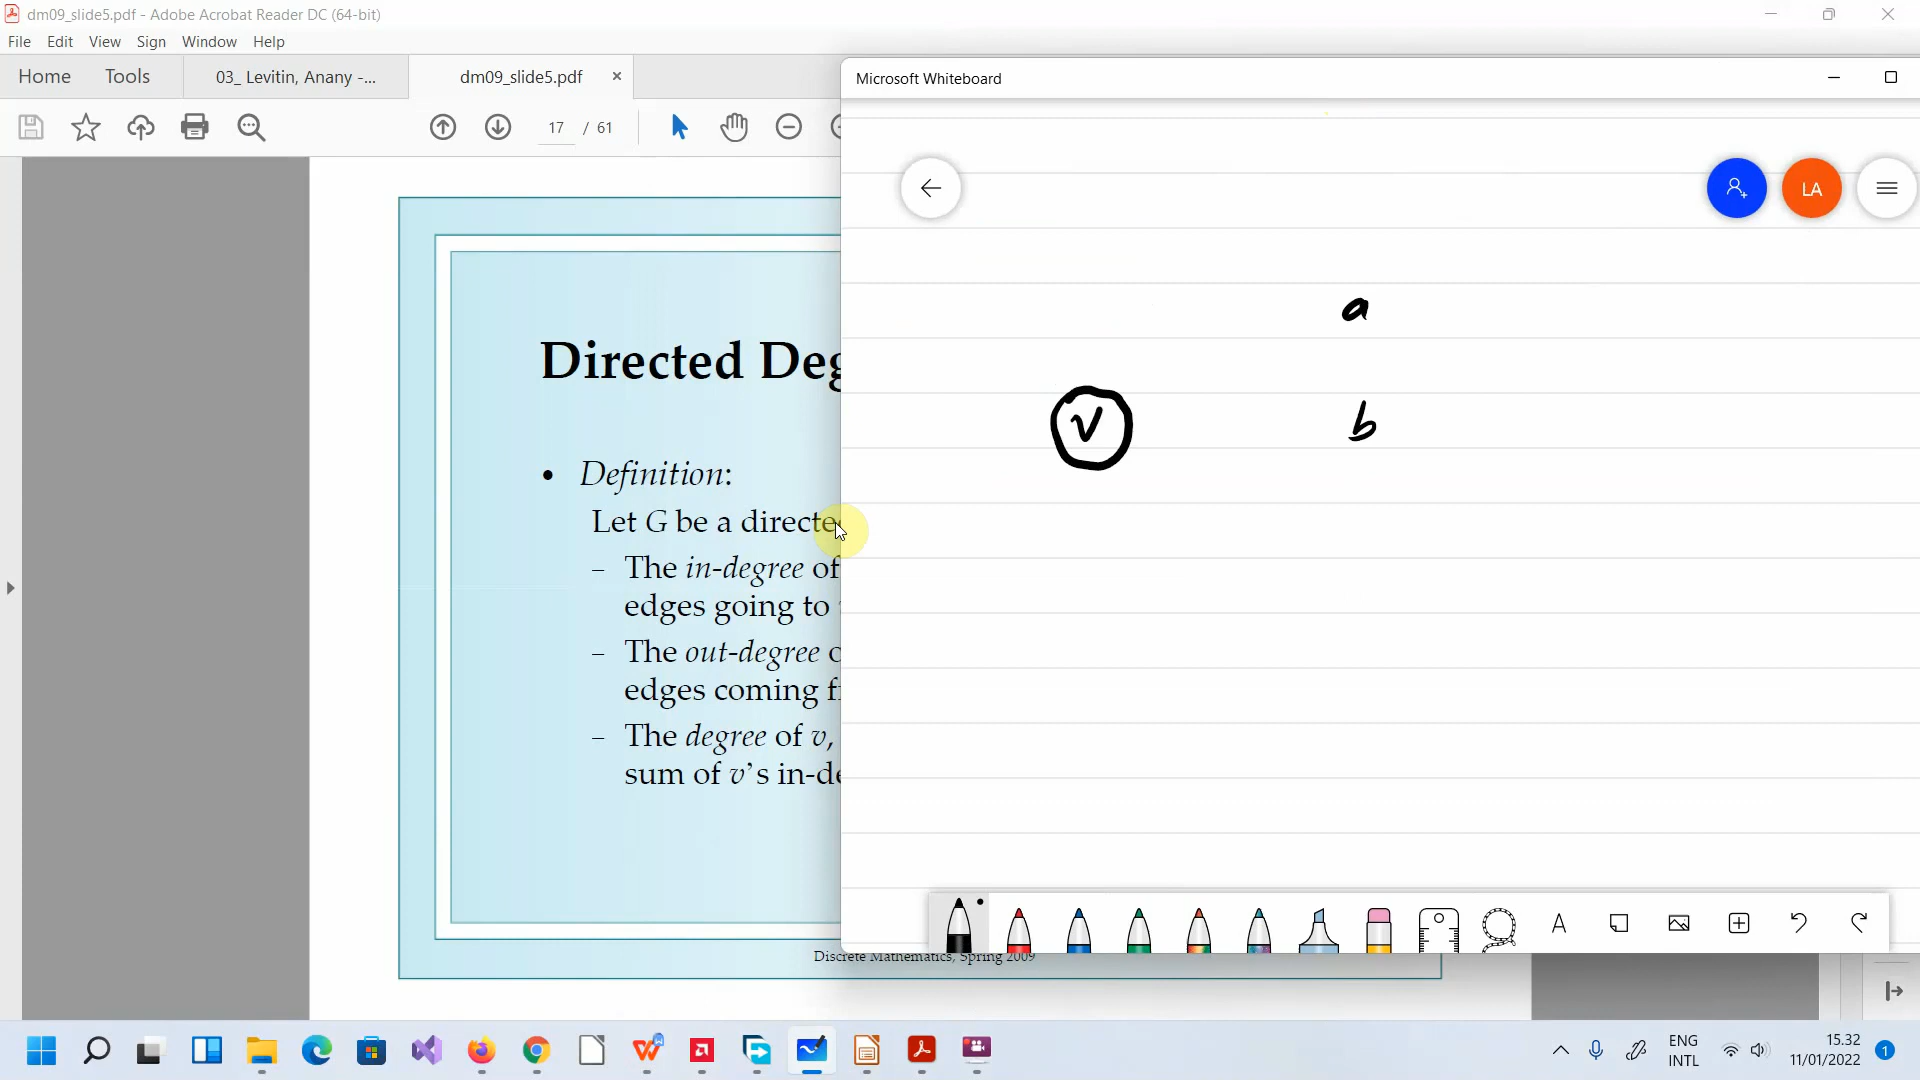 dm09_slide5.pdf - Adobe Acrobat Reader DC (64-bit)
File Edit View Sign Window Help
Home Tools 03_ Levitin, Anany -... dm09_slide5.pdf
17 / 61
Microsoft Whiteboard
LA
a
v
b
Directed Deg
• Definition:
Let G be a directe
– The in-degree of
edges going to
– The out-degree o
edges coming f
– The degree of v,
sum of v's in-de
Discrete Mathematics, Spring 2009
A
ENG
INTL
15.32
11/01/2022
1